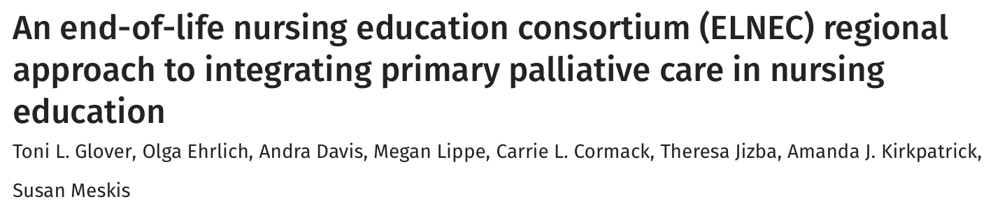 An end-of-life nursing education consortium (ELNEC) regional
approach to integrating primary palliative care in nursing
education
Toni L. Glover, Olga Ehrlich, Andra Davis, Megan Lippe, Carrie L. Cormack, Theresa Jizba, Amanda J. Kirkpatrick,
Susan Meskis